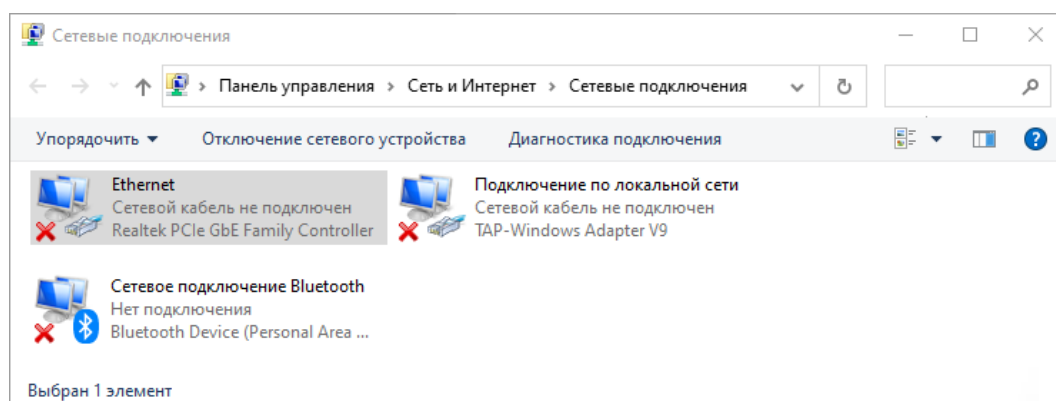 Сетевые подключения
Панель управления > Сеть и Интернет > Сетевые подключения
Упорядочить Отключение сетевого устройства Диагностика подключения
Ethernet
Сетевой кабель не подключен
Realtek PCIe GbE Family Controller
Подключение по локальной сети
Сетевой кабель не подключен
TAP-Windows Adapter V9
Сетевое подключение Bluetooth
Нет подключения
Bluetooth Device (Personal Area ...
Выбран 1 элемент